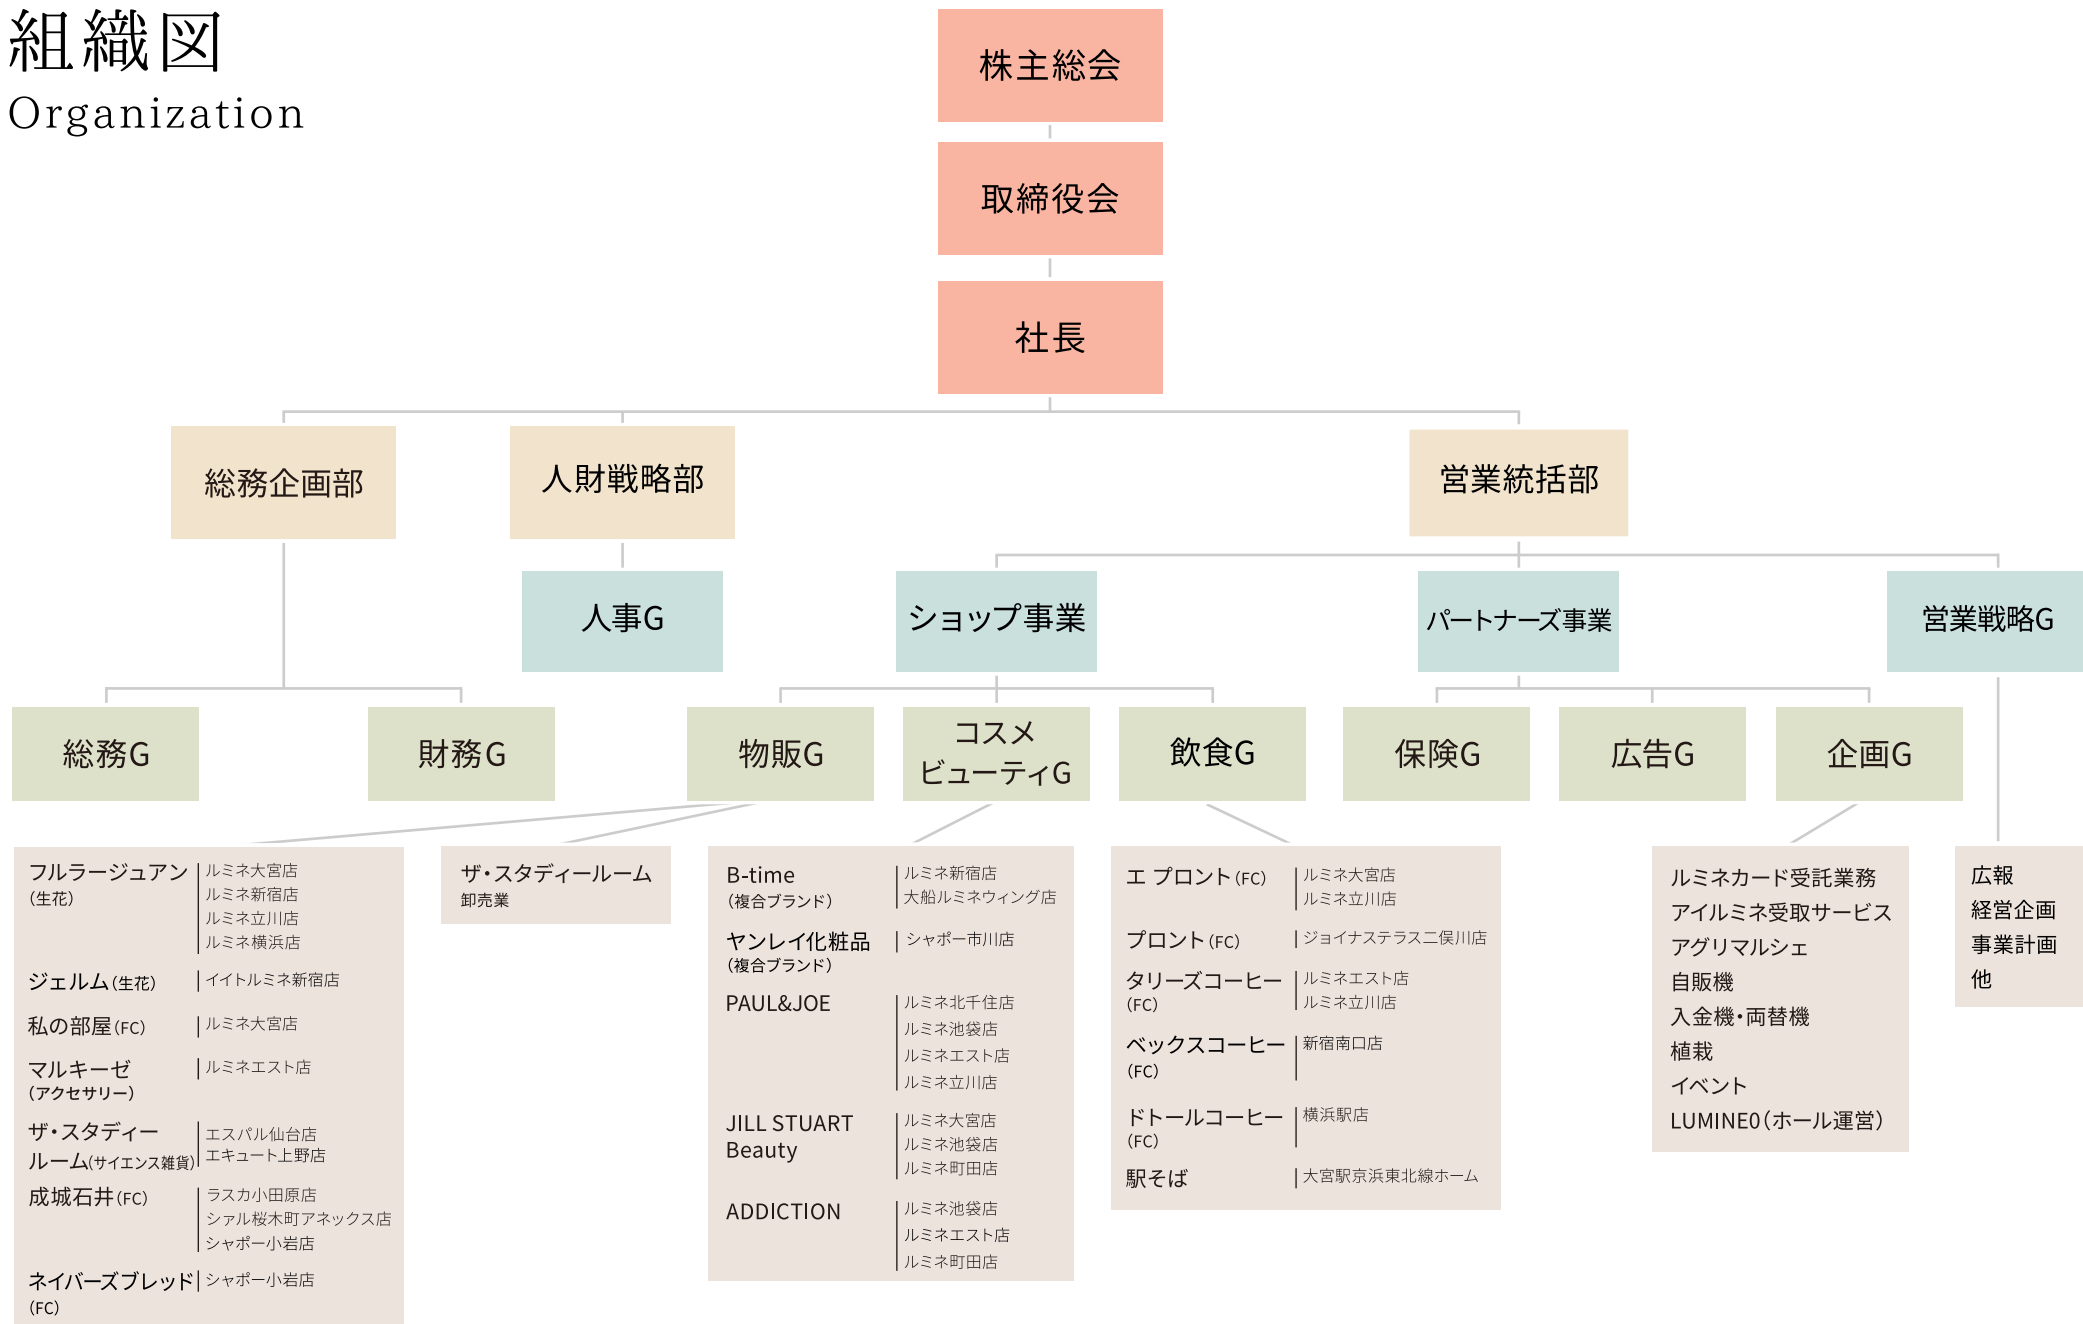 組織図
Organization
株主総会
取締役会
社長
総務企画部
人財戦略部
営業統括部
人事G
ショップ事業
パートナーズ事業
営業戦略G
総務G
財務G
物販G
コスメ
ビューティG
飲食G
保険G
広告G
企画G
フルラージュアン
（生花）
ルミネ大宮店
ルミネ新宿店
ルミネ立川店
ルミネ横浜店
ジェルム（生花）
イイトルミネ新宿店
私の部屋（FC）
ルミネ大宮店
マルキーゼ
（アクセサリー）
ルミネエスト店
ザ・スタディー
ルーム（サイエンス雑貨）
エスパル仙台店
エキュート上野店
成城石井（FC）
ラスカ小田原店
シァル桜木町アネックス店
シャポー小岩店
ネイバーズブレッド
（FC）
シャポー小岩店
ザ・スタディールーム
卸売業
B-time
（複合ブランド）
ルミネ新宿店
大船ルミネウィング店
ヤンレイ化粧品
（複合ブランド）
シャポー市川店
PAUL&JOE
ルミネ北千住店
ルミネ池袋店
ルミネエスト店
ルミネ立川店
JILL STUART
Beauty
ルミネ大宮店
ルミネ池袋店
ルミネ町田店
ADDICTION
ルミネ池袋店
ルミネエスト店
ルミネ町田店
エ プロント（FC）
ルミネ大宮店
ルミネ立川店
プロント（FC）
ジョイナステラス二俣川店
タリーズコーヒー
（FC）
ルミネエスト店
ルミネ立川店
ベックスコーヒー
（FC）
新宿南口店
ドトールコーヒー
（FC）
横浜駅店
駅そば
大宮駅京浜東北線ホーム
ルミネカード受託業務
アイルミネ受取サービス
アグリマルシェ
自販機
入金機・両替機
植栽
イベント
LUMINE0（ホール運営）
広報
経営企画
事業計画
他